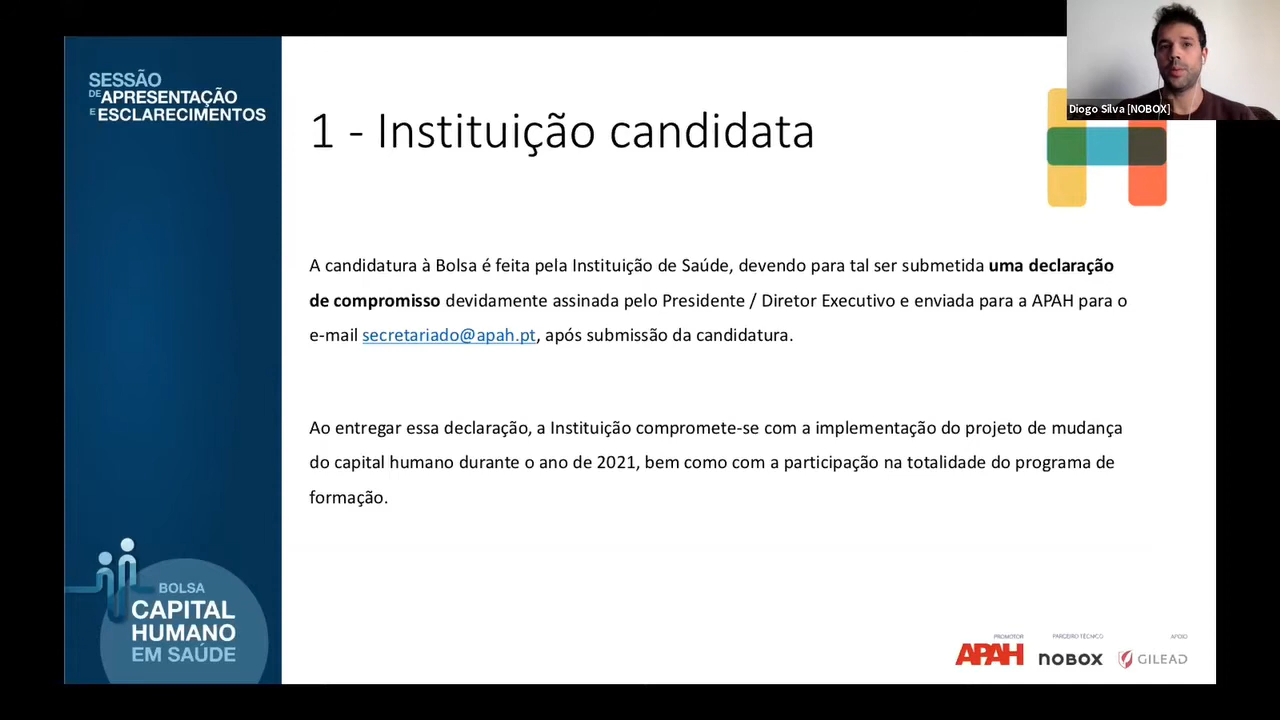 SESSÃO
DE APRESENTAÇÃO
E ESCLARECIMENTOS
1 - Instituição candidata
Diogo Silva [NOBOX]
A candidatura à Bolsa é feita pela Instituição de Saúde, devendo para tal ser submetida uma declaração
de compromisso devidamente assinada pelo Presidente / Diretor Executivo e enviada para a APAH para o
e-mail secretariado@apah.pt, após submissão da candidatura.
Ao entregar essa declaração, a Instituição compromete-se com a implementação do projeto de mudança
do capital humano durante o ano de 2021, bem como com a participação na totalidade do programa de
formação.
BOLSA
CAPITAL
HUMANO
EM SAÚDE
PROMOTOR
APAH
PARCEIRO TÉCNICO
NOBOX
APOIO
GILEAD